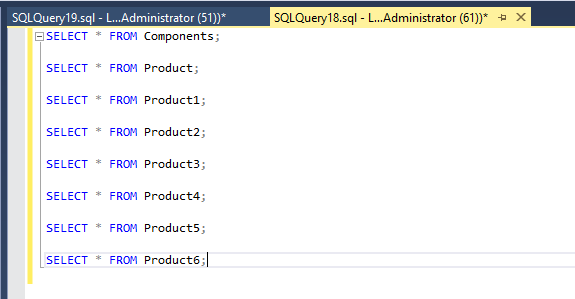 SQLQuery19.sql - L...Administrator (51))* SQLQuery18.sql - L...Administrator (61))*
SELECT * FROM Components;
SELECT * FROM Product;
SELECT * FROM Product1;
SELECT * FROM Product2;
SELECT * FROM Product3;
SELECT * FROM Product4;
SELECT * FROM Product5;
SELECT * FROM Product6;